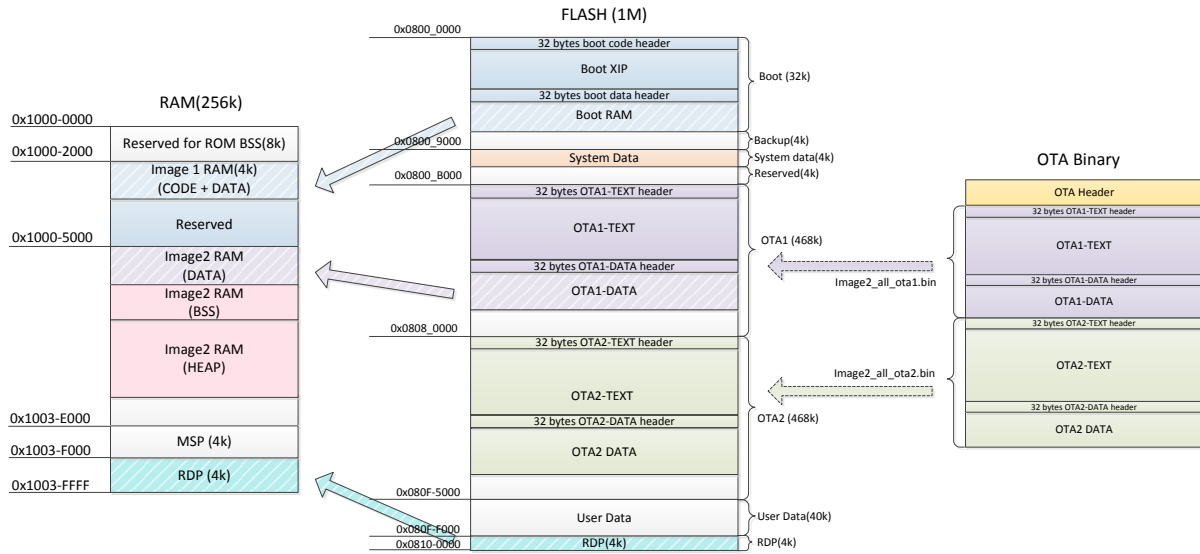 FLASH (1M)
0x0800_0000
32 bytes boot code header
Boot XIP
32 bytes boot data header
Boot RAM
Boot (32k)
0x0800_9000
Backup(4k)
System Data
System data(4k)
0x0800_B000
Reserved(4k)
32 bytes OTA1-TEXT header
OTA1-TEXT
32 bytes OTA1-DATA header
OTA1-DATA
OTA1 (468k)
0x0808_0000
32 bytes OTA2-TEXT header
OTA2-TEXT
32 bytes OTA2-DATA header
OTA2 DATA
OTA2 (468k)
0x080F-5000
User Data
User Data(40k)
0x080F-F000
RDP(4k)
RDP(4k)
0x0810-0000
RAM(256k)
0x1000-0000
Reserved for ROM BSS(8k)
0x1000-2000
Image 1 RAM(4k)
(CODE + DATA)
Reserved
0x1000-5000
Image2 RAM
(DATA)
Image2 RAM
(BSS)
Image2 RAM
(HEAP)
0x1003-E000
MSP (4k)
0x1003-F000
RDP (4k)
0x1003-FFFF
OTA Binary
OTA Header
32 bytes OTA1-TEXT header
OTA1-TEXT
32 bytes OTA1-DATA header
OTA1-DATA
Image2_all_ota1.bin
32 bytes OTA2-TEXT header
OTA2-TEXT
32 bytes OTA2-DATA header
OTA2 DATA
Image2_all_ota2.bin